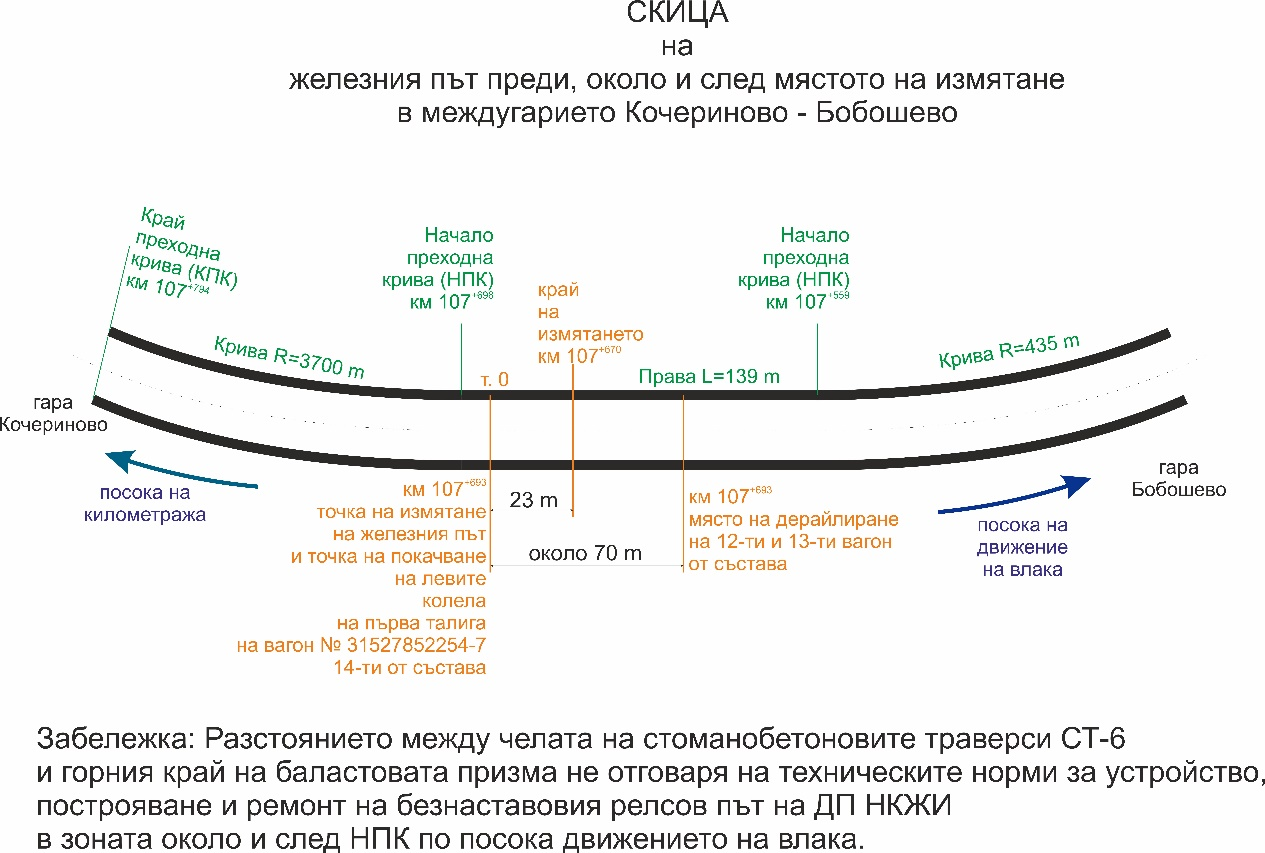 СКИЦА
на
железния път преди, около и след мястото на измятане
в междугарието Кочериново - Бобошево
Край
преходна
крива (КПК)
км 107+794
Начало
преходна
крива (НПК)
км 107+698
край
на
измятането
км 107+670
Начало
преходна
крива (НПК)
км 107+559
Крива R=3700 m
т. 0
Права L=139 m
Крива R=435 m
гара
Кочериново
гара
Бобошево
посока на
километража
км 107+693
точка на измятане
на железния път
и точка на покачване
на левите
колела
на първа талига
на вагон № 31527852254-7
14-ти от състава
23 m
около 70 m
км 107+693
място на дерайлиране
на 12-ти и 13-ти вагон
от състава
посока на
движение
на влака
Забележка: Разстоянието между челата на стоманобетоновите траверси СТ-6
и горния край на баластовата призма не отговаря на техническите норми за устройство,
построяване и ремонт на безнаставовия релсов път на ДП НКЖИ
в зоната около и след НПК по посока движението на влака.